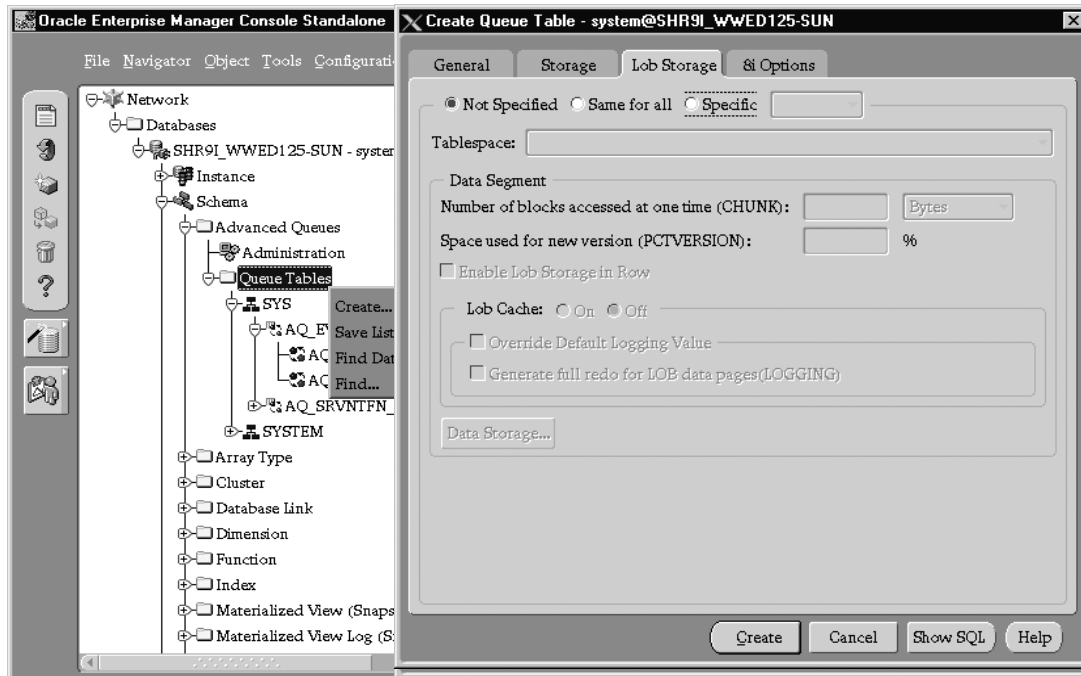 Oracle Enterprise Manager Console Standalone
File Navigator Object Tools Configurati
Network
Databases
SHR9I_WWED125-SUN - system
Instance
Schema
Advanced Queues
Administration
Queue Tables
SYS
AQ_EV
AQ
AQ
AQ_SRVNTFN_
SYSTEM
Array Type
Cluster
Database Link
Dimension
Function
Index
Materialized View (Snaps
Materialized View Log (S
Create...
Save List
Find Dat
Find...
Create Queue Table - system@SHR9I_WWED125-SUN
General Storage Lob Storage 8i Options
Not Specified Same for all Specific
Tablespace:
Data Segment
Number of blocks accessed at one time (CHUNK): Bytes
Space used for new version (PCTVERSION): %
Enable Lob Storage in Row
Lob Cache: On Off
Override Default Logging Value
Generate full redo for LOB data pages(LOGGING)
Data Storage...
Create Cancel Show SQL Help